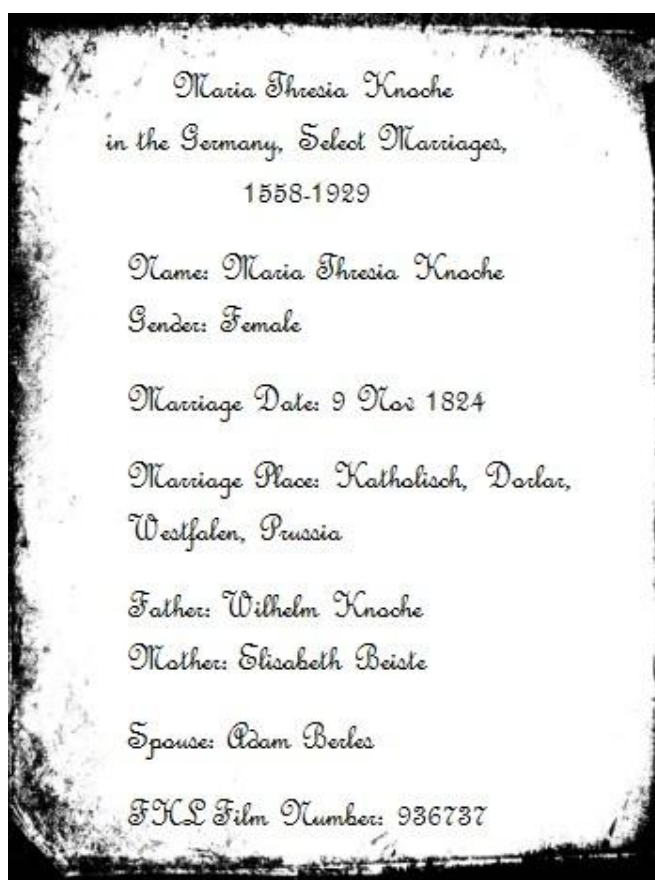 Maria Thresia Knoche
in the Germany, Select Marriages,
1558-1929
Name: Maria Thresia Knoche
Gender: Female
Marriage Date: 9 Nov 1824
Marriage Place: Katholisch, Dorlar,
Westfalen, Prussia
Father: Wilhelm Knoche
Mother: Elisabeth Beiste
Spouse: Adam Berles
FHL Film Number: 936737